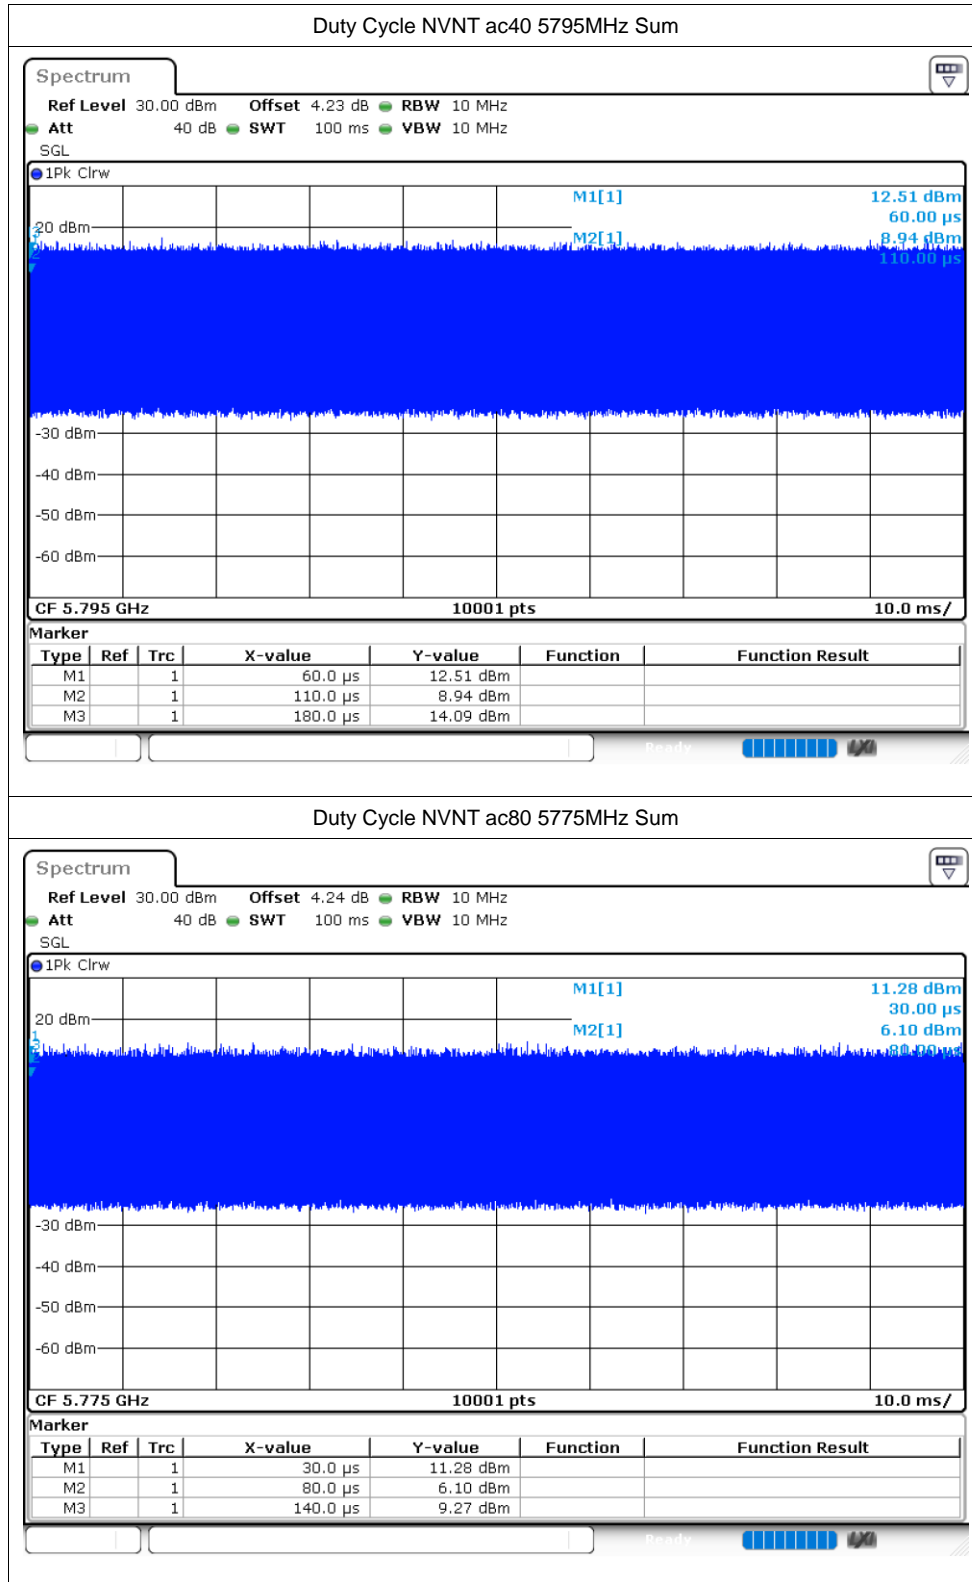 Duty Cycle NVNT ac40 5795MHz Sum
Spectrum
Ref Level 30.00 dBm Offset 4.23 dB RBW 10 MHz
Att 40 dB SWT 100 ms VBW 10 MHz
SGL
1Pk Clrw
M1[1] 12.51 dBm
60.00 µs
20 dBm
M2[1] 8.94 dBm
110.00 µs
-30 dBm
-40 dBm
-50 dBm
-60 dBm
CF 5.795 GHz 10001 pts 10.0 ms/
Marker
Type Ref Trc X-value Y-value Function Function Result
M1 1 60.0 µs 12.51 dBm
M2 1 110.0 µs 8.94 dBm
M3 1 180.0 µs 14.09 dBm
Ready
Duty Cycle NVNT ac80 5775MHz Sum
Spectrum
Ref Level 30.00 dBm Offset 4.24 dB RBW 10 MHz
Att 40 dB SWT 100 ms VBW 10 MHz
SGL
1Pk Clrw
M1[1] 11.28 dBm
30.00 µs
20 dBm
M2[1] 6.10 dBm
80.00 µs
-30 dBm
-40 dBm
-50 dBm
-60 dBm
CF 5.775 GHz 10001 pts 10.0 ms/
Marker
Type Ref Trc X-value Y-value Function Function Result
M1 1 30.0 µs 11.28 dBm
M2 1 80.0 µs 6.10 dBm
M3 1 140.0 µs 9.27 dBm
Ready